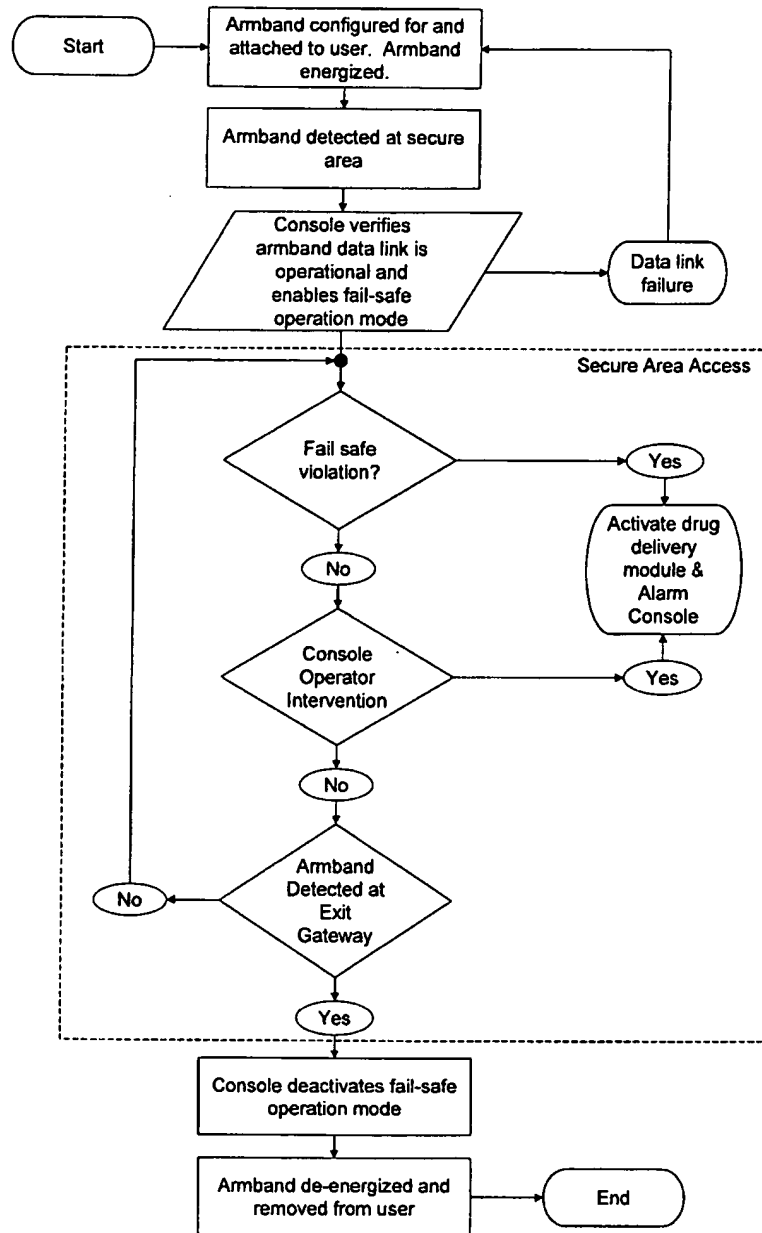 Start
Armband configured for and
attached to user. Armband
energized.
Armband detected at secure
area
Console verifies
armband data link is
operational and
enables fail-safe
operation mode
Data link
failure
Secure Area Access
Fail safe
violation?
Yes
Activate drug
delivery
module &
Alarm
Console
No
Console
Operator
Intervention
Yes
No
Armband
Detected at
Exit
Gateway
No
Yes
Console deactivates fail-safe
operation mode
Armband de-energized and
removed from user
End